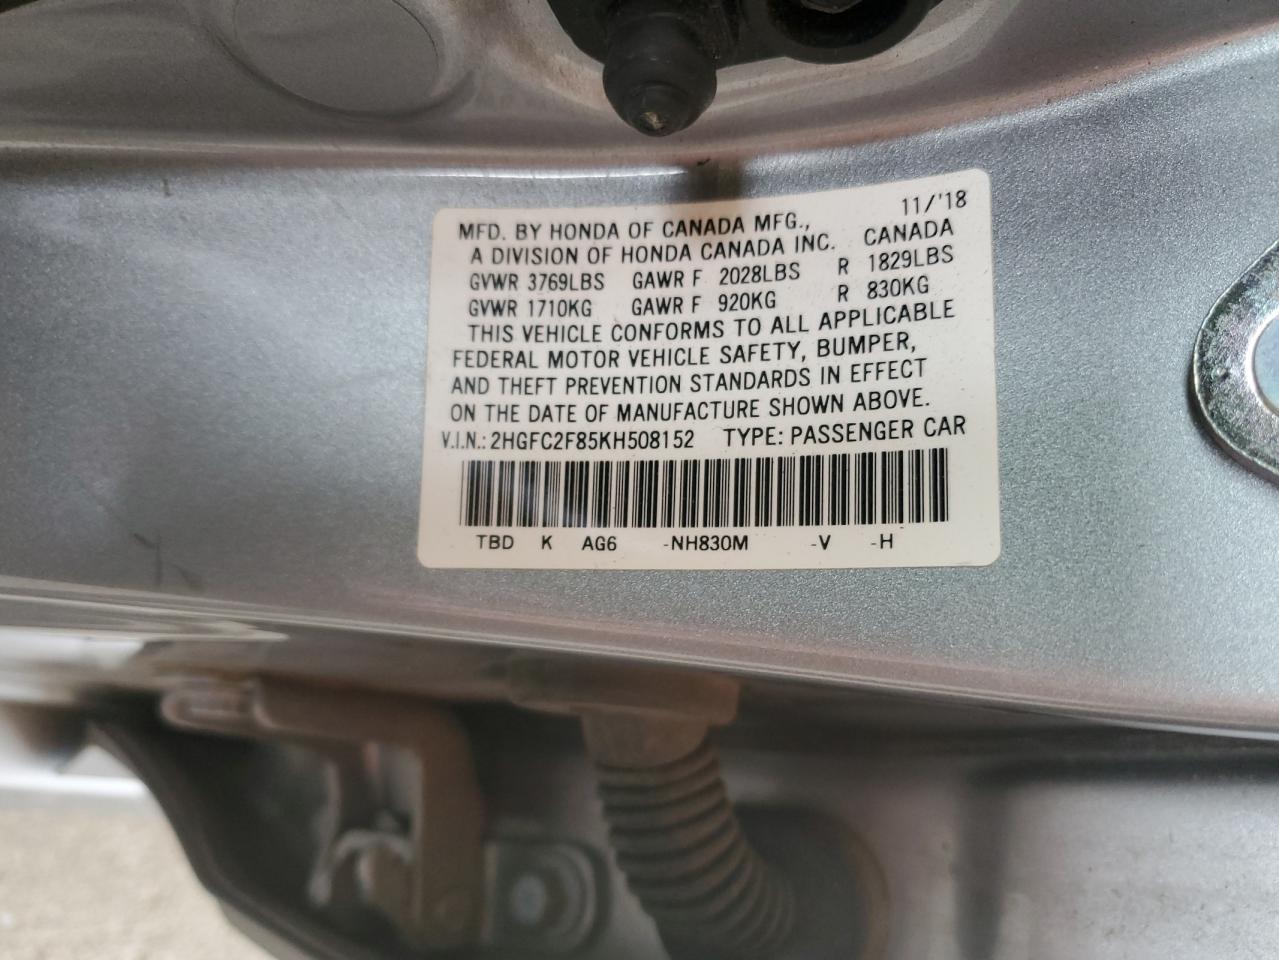 11/'18
MFD. BY HONDA OF CANADA MFG.,
A DIVISION OF HONDA CANADA INC. CANADA
GVWR 3769LBS GAWR F 2028LBS R 1829LBS
GVWR 1710KG GAWR F 920KG R 830KG
THIS VEHICLE CONFORMS TO ALL APPLICABLE
FEDERAL MOTOR VEHICLE SAFETY, BUMPER,
AND THEFT PREVENTION STANDARDS IN EFFECT
ON THE DATE OF MANUFACTURE SHOWN ABOVE.
V.I.N.: 2HGFC2F85KH508152 TYPE: PASSENGER CAR
TBD K AG6 -NH830M -V -H